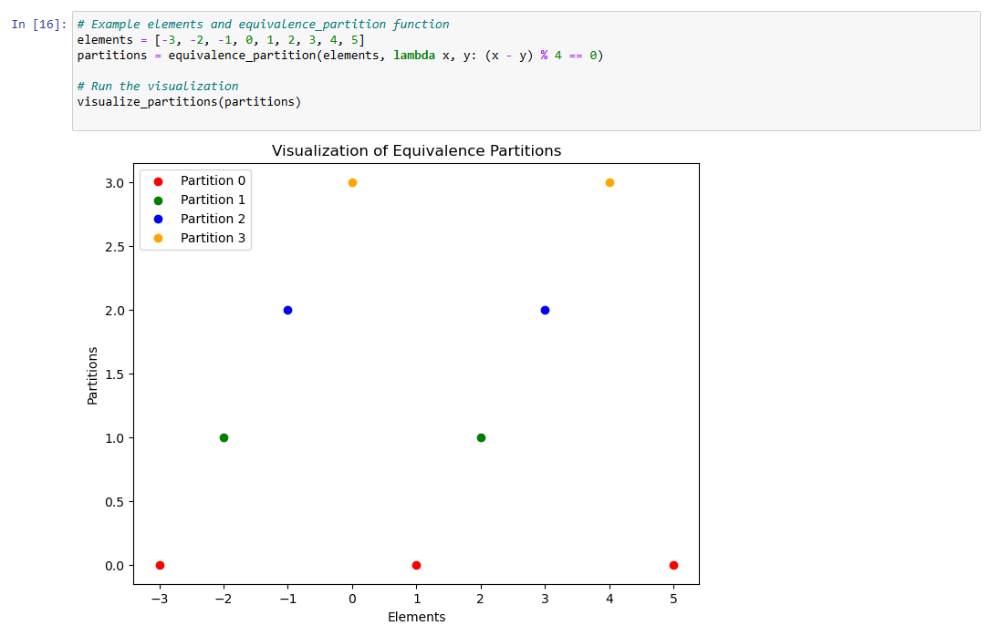 In [16]: # Example elements and equivalence_partition function
elements = [-3, -2, -1, 0, 1, 2, 3, 4, 5]
partitions = equivalence_partition(elements, lambda x, y: (x - y) % 4 == 0)
# Run the visualization
visualize_partitions(partitions)
Visualization of Equivalence Partitions
Partition 0
Partition 1
Partition 2
Partition 3
3.0
2.5
2.0
1.5
1.0
0.5
0.0
Partitions
−3 −2 −1 0 1 2 3 4 5
Elements